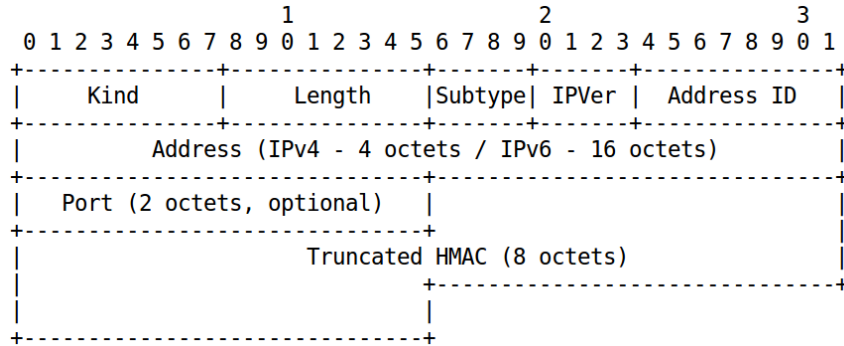 1 2 3
0 1 2 3 4 5 6 7 8 9 0 1 2 3 4 5 6 7 8 9 0 1 2 3 4 5 6 7 8 9 0 1
+---------------+---------------+-------+-------+---------------+
| Kind | Length |Subtype| IPVer | Address ID |
+---------------+---------------+-------+-------+---------------+
| Address (IPv4 - 4 octets / IPv6 - 16 octets) |
+-------------------------------+-------------------------------+
| Port (2 octets, optional) | |
+-------------------------------+ |
| Truncated HMAC (8 octets) |
| +-------------------------------+
| |
+-------------------------------+